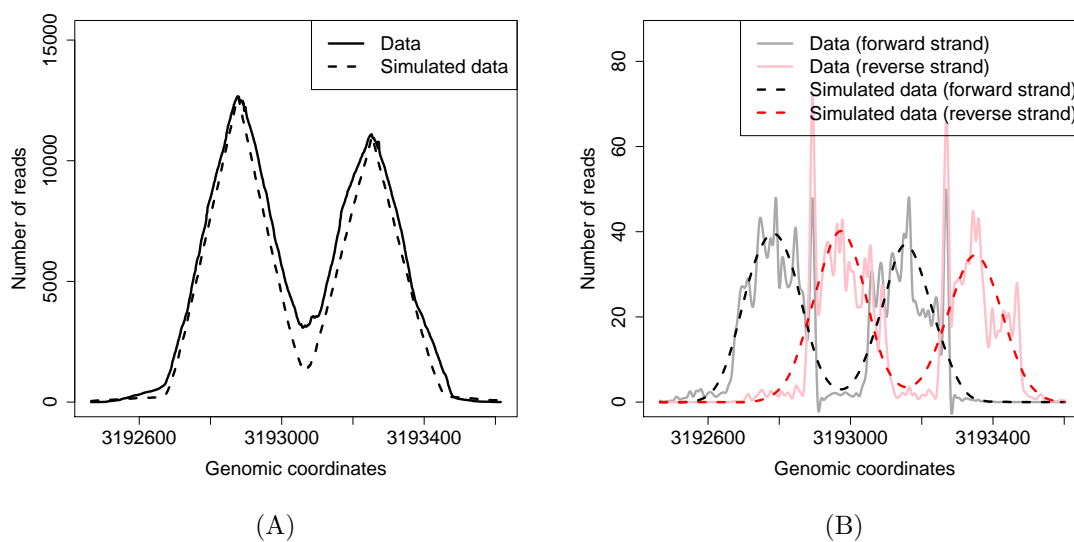 15000
10000
5000
0
Number of reads
Data
Simulated data
3192600
3193000
3193400
Genomic coordinates
(A)
80
60
40
20
0
Number of reads
Data (forward strand)
Data (reverse strand)
Simulated data (forward strand)
Simulated data (reverse strand)
3192600
3193000
3193400
Genomic coordinates
(B)